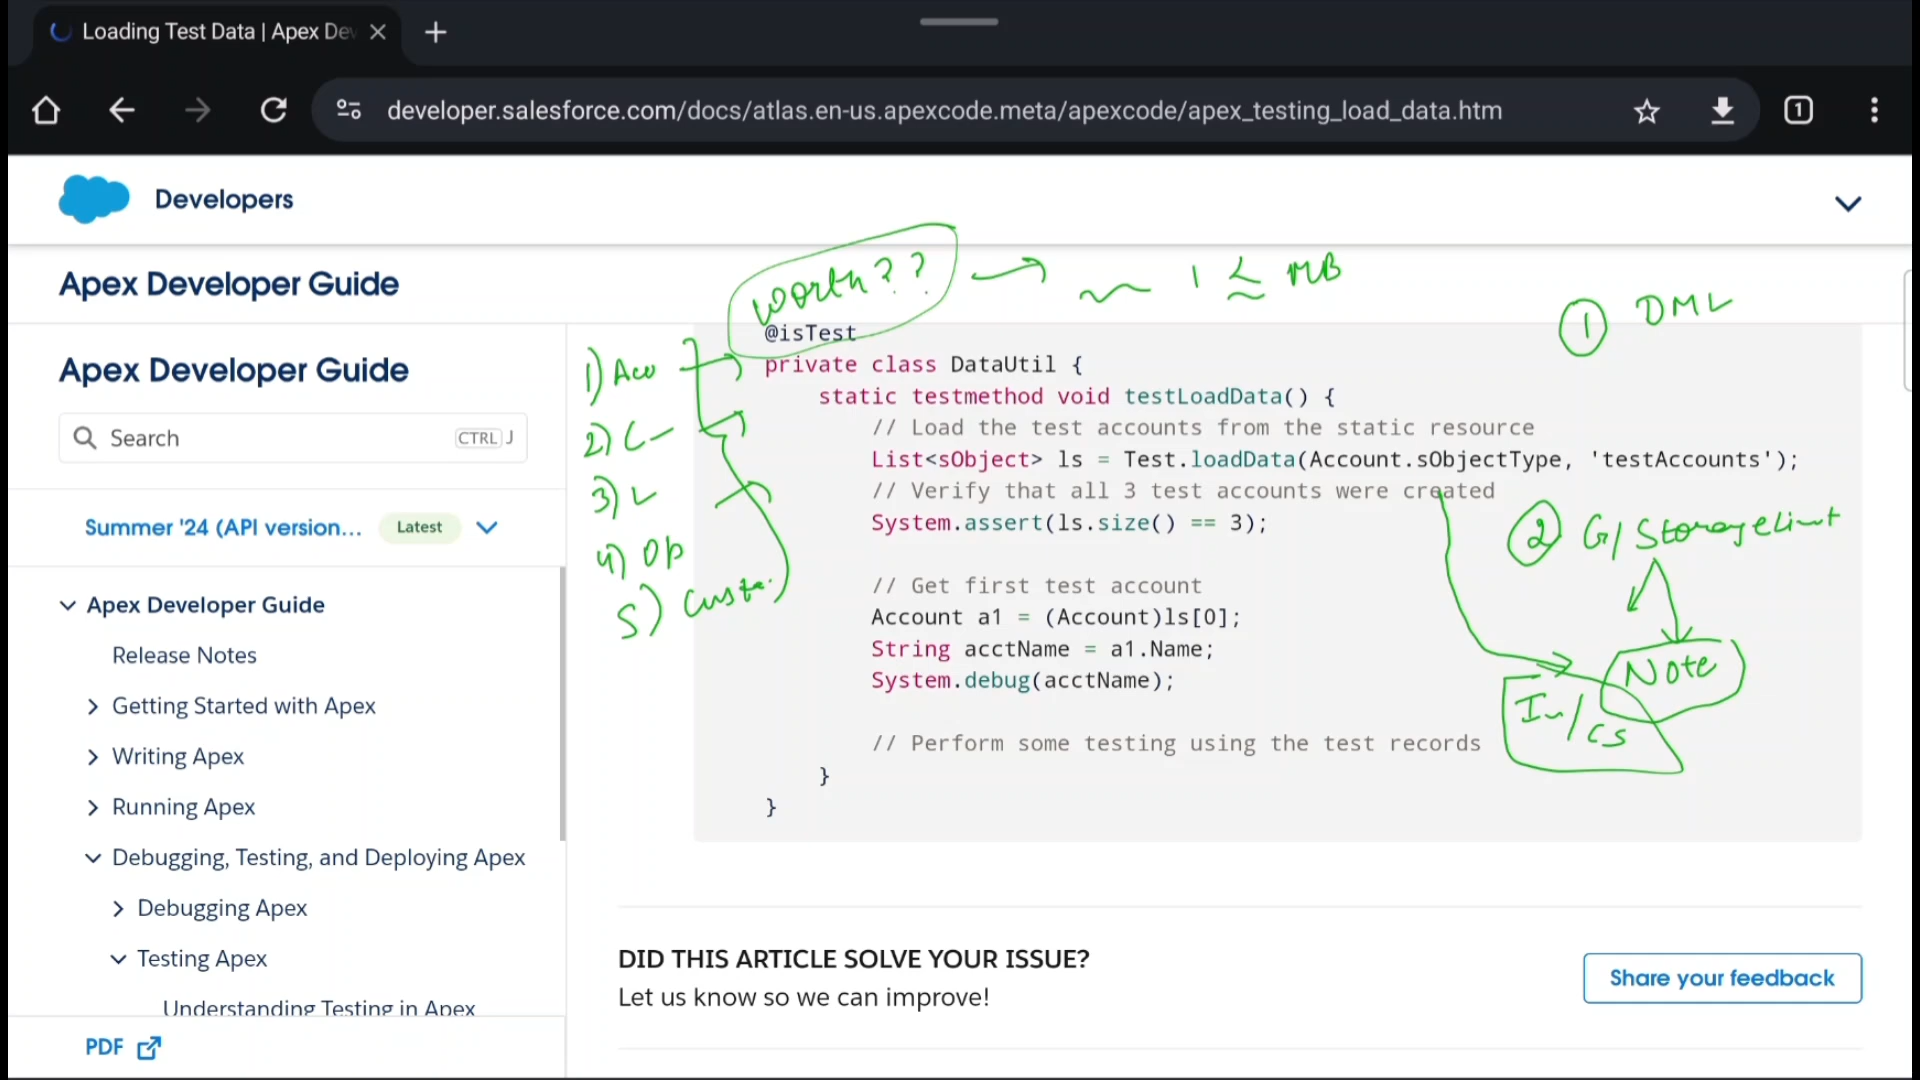 Loading Test Data | Apex Dev
developer.salesforce.com/docs/atlas.en-us.apexcode.meta/apexcode/apex_testing_load_data.htm
1
Developers
Apex Developer Guide
Apex Developer Guide
Search CTRL J
Summer '24 (API version... Latest
Apex Developer Guide
Release Notes
Getting Started with Apex
Writing Apex
Running Apex
Debugging, Testing, and Deploying Apex
Debugging Apex
Testing Apex
Understanding Testing in Apex
PDF
worth??
1 ≤ MB
① DML
1) Acc
2) C
3) L
4) Op
5) Custo.
@isTest
private class DataUtil {
static testmethod void testLoadData() {
// Load the test accounts from the static resource
List<sObject> ls = Test.loadData(Account.sObjectType, 'testAccounts');
// Verify that all 3 test accounts were created
System.assert(ls.size() == 3);
// Get first test account
Account a1 = (Account)ls[0];
String acctName = a1.Name;
System.debug(acctName);
// Perform some testing using the test records
}
}
② G/ Storage Limit
Note
In/cs
DID THIS ARTICLE SOLVE YOUR ISSUE?
Let us know so we can improve!
Share your feedback